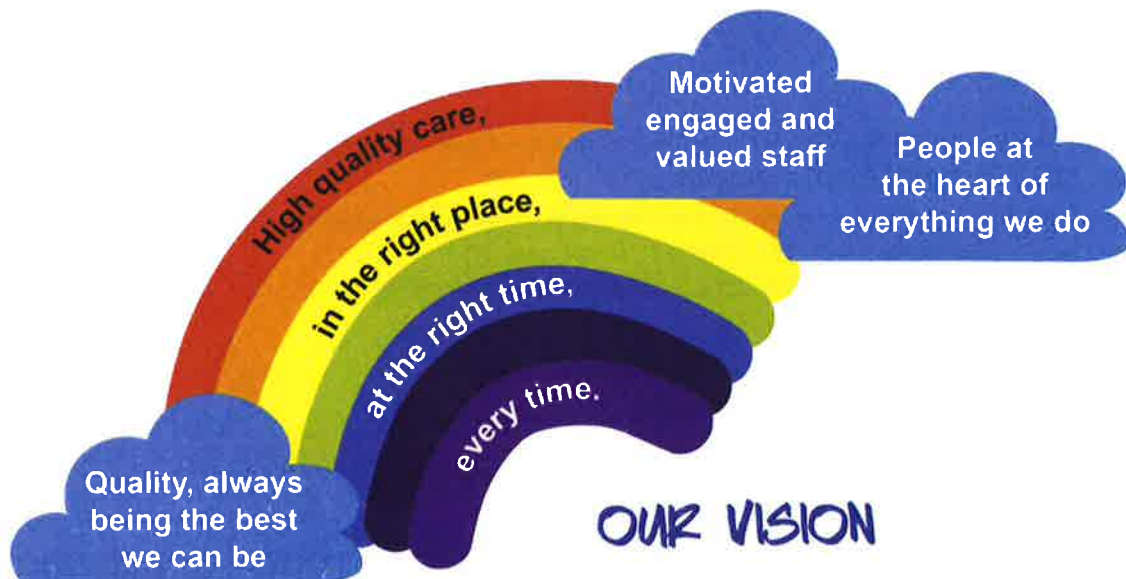 High quality care,
in the right place,
at the right time,
every time.
Motivated
engaged and
valued staff
People at
the heart of
everything we do
Quality, always
being the best
we can be
OUR VISION